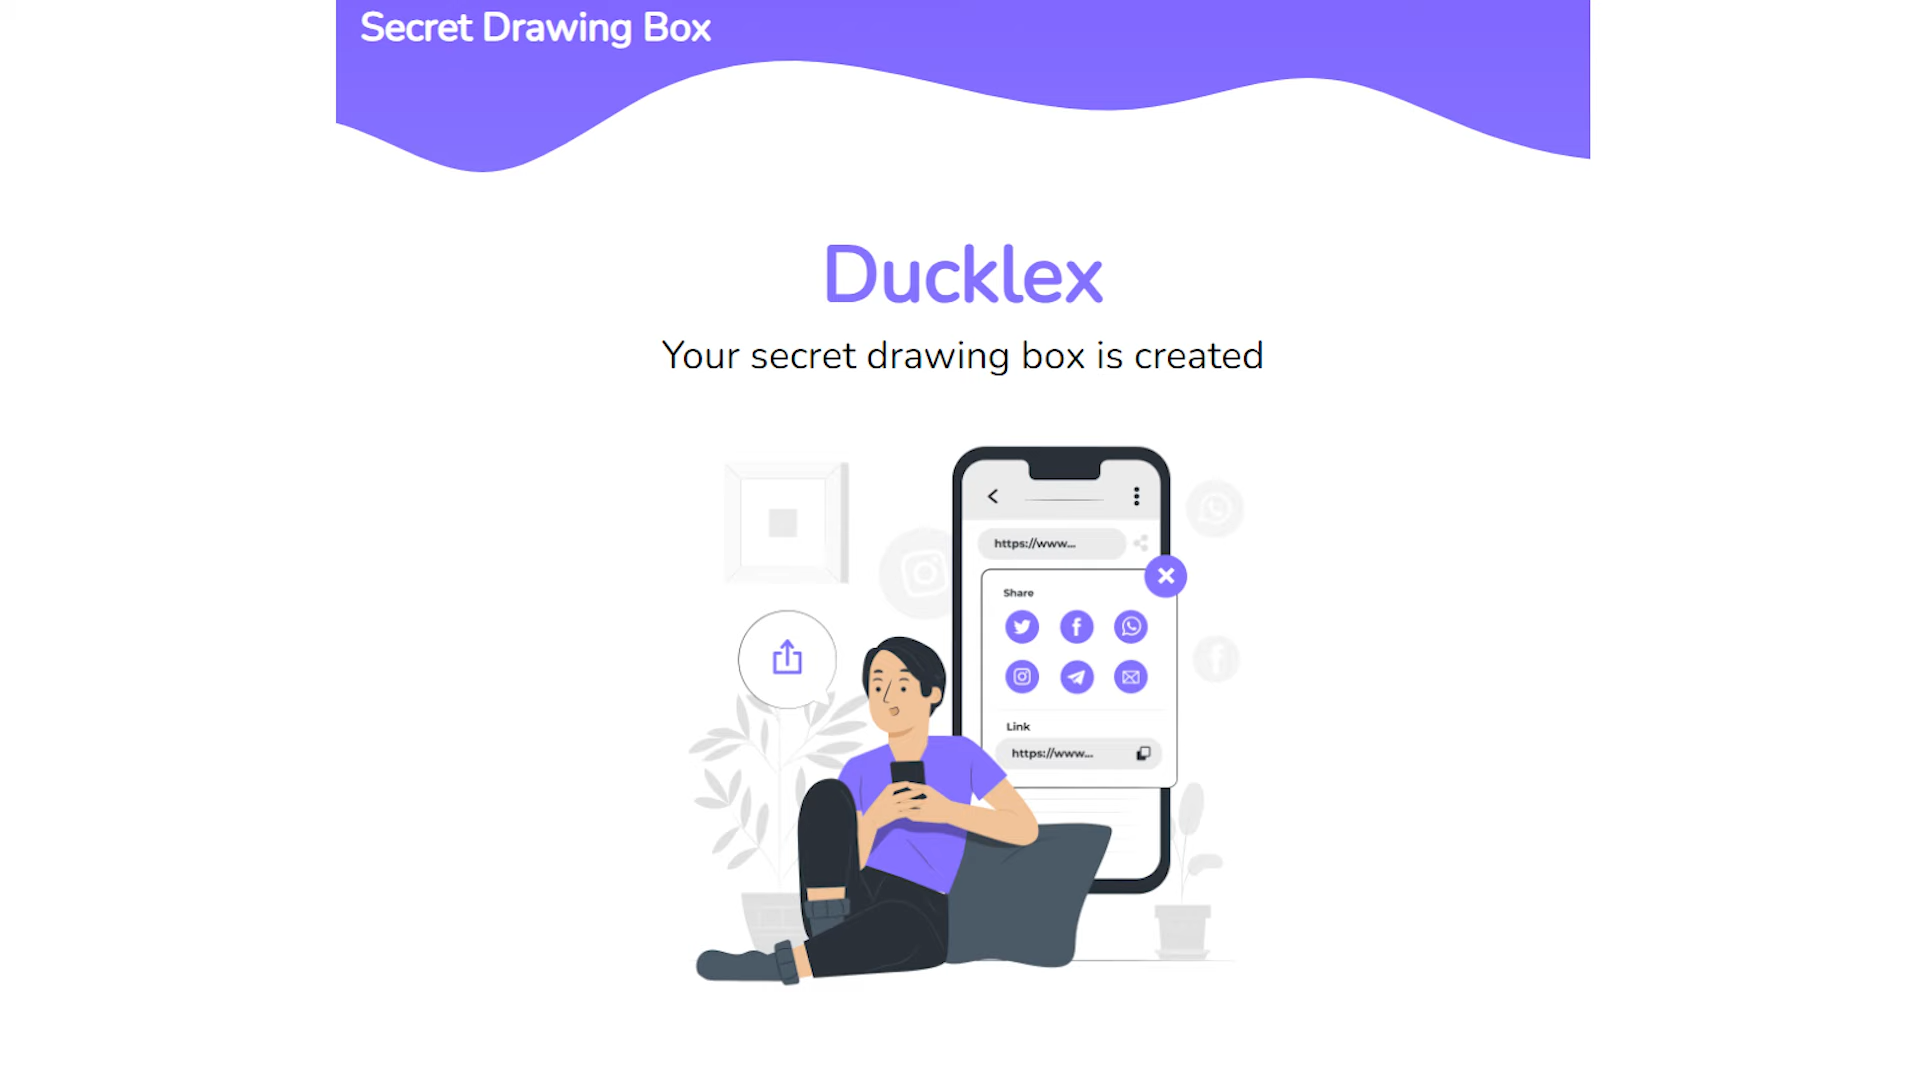 Secret Drawing Box
Ducklex
Your secret drawing box is created
https://www...
Share
Link
https://www...